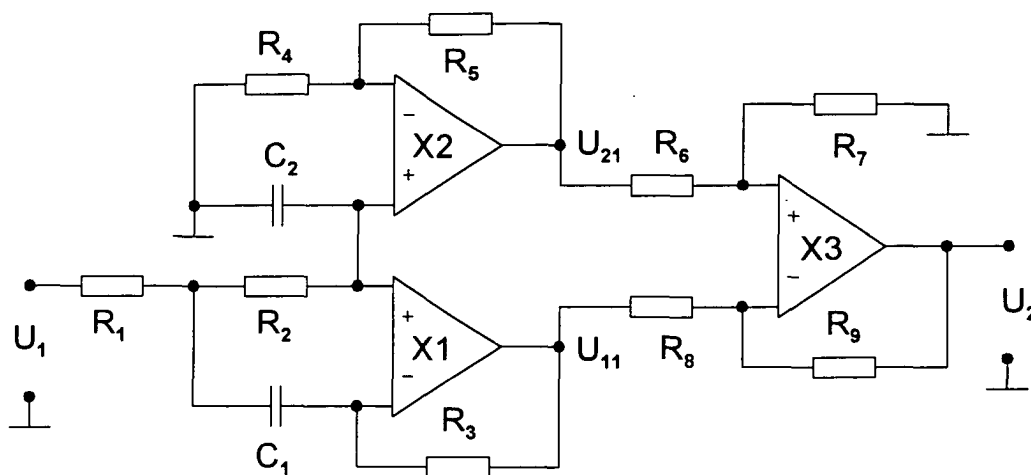 R₄
R₅
−
X2
+
C₂
U₂₁
R₆
R₇
+
X3
−
R₁
R₂
U₁
+
X1
−
U₁₁
R₈
R₉
U₂
C₁
R₃